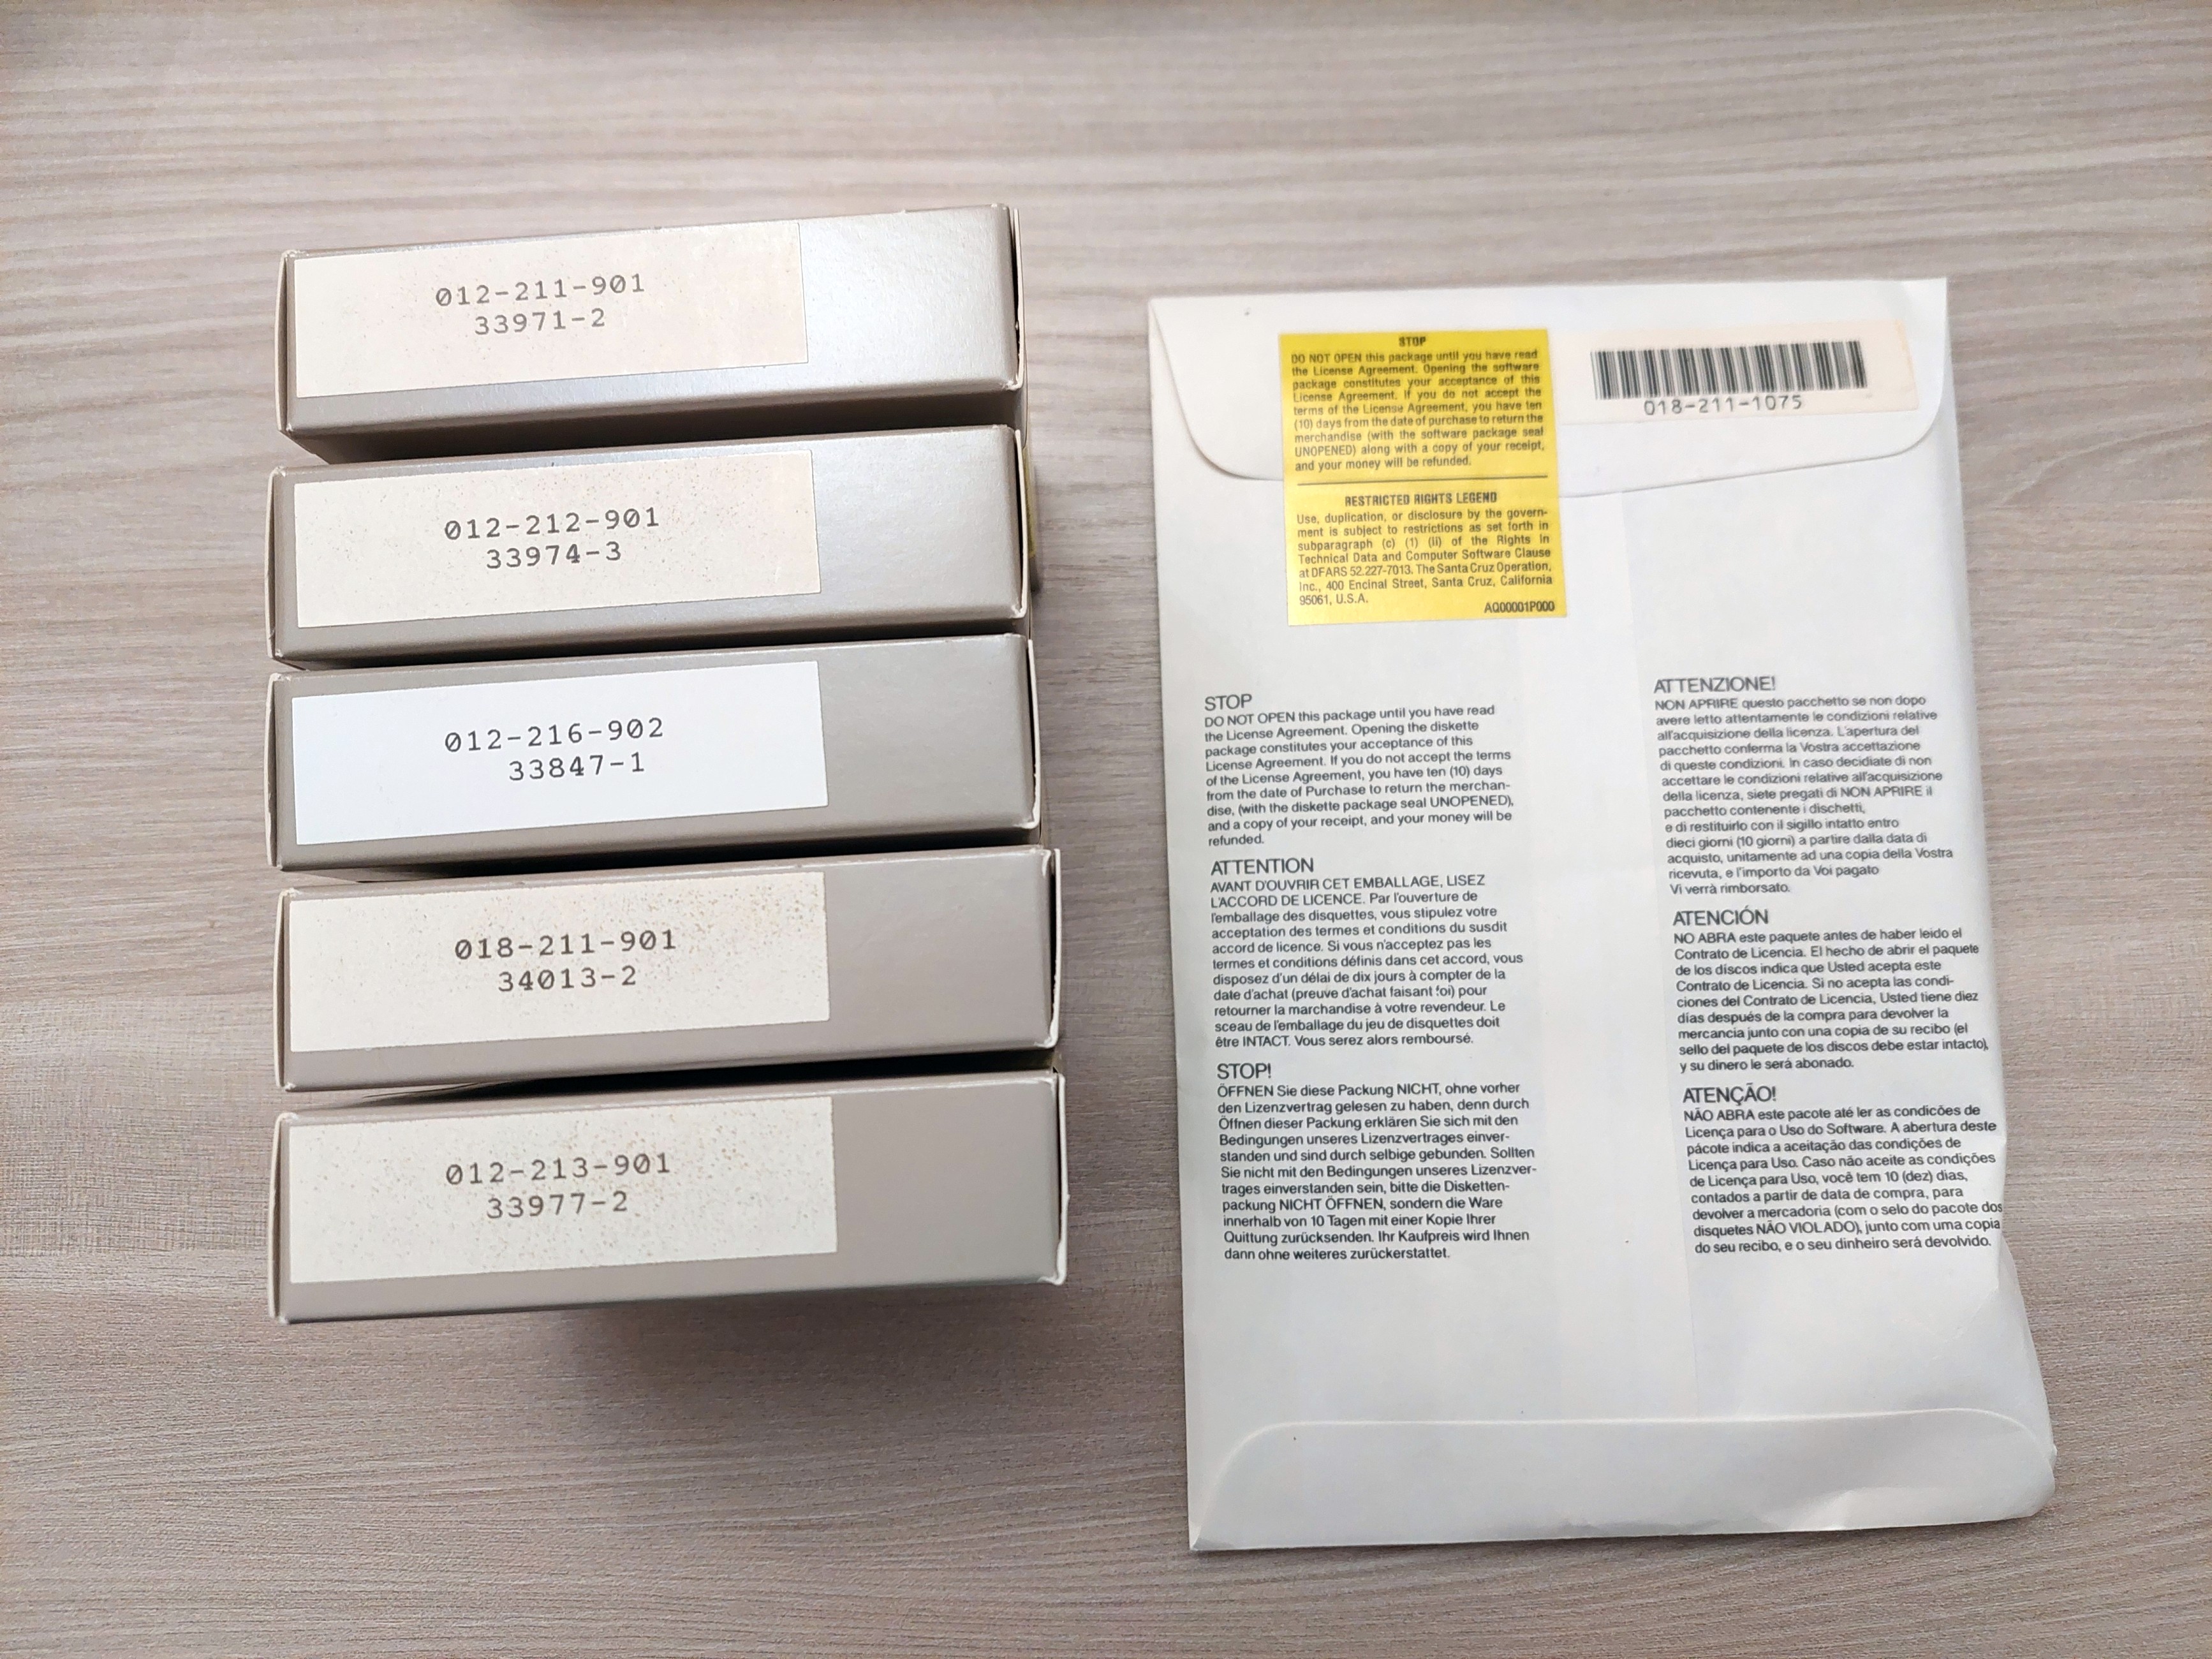 012-211-901
33971-2
012-212-901
33974-3
012-216-902
33847-1
018-211-901
34013-2
012-213-901
33977-2
STOP
DO NOT OPEN this package until you have read
the License Agreement. Opening the software
package constitutes your acceptance of this
License Agreement. If you do not accept the
terms of the License Agreement, you have ten
(10) days from the date of purchase to return the
merchandise (with the software package seal
UNOPENED) along with a copy of your receipt,
and your money will be refunded.
RESTRICTED RIGHTS LEGEND
Use, duplication, or disclosure by the govern-
ment is subject to restrictions as set forth in
subparagraph (c) (1) (ii) of the Rights in
Technical Data and Computer Software Clause
at DFARS 52.227-7013. The Santa Cruz Operation,
Inc., 400 Encinal Street, Santa Cruz, California
95061, U.S.A.
AQ00001P000
018-211-1075
STOP
DO NOT OPEN this package until you have read
the License Agreement. Opening the diskette
package constitutes your acceptance of this
License Agreement. If you do not accept the terms
of the License Agreement, you have ten (10) days
from the date of Purchase to return the merchan-
dise, (with the diskette package seal UNOPENED),
and a copy of your receipt, and your money will be
refunded.
ATTENTION
AVANT D'OUVRIR CET EMBALLAGE, LISEZ
L'ACCORD DE LICENCE. Par l'ouverture de
l'emballage des disquettes, vous stipulez votre
acceptation des termes et conditions du susdit
accord de licence. Si vous n'acceptez pas les
termes et conditions définis dans cet accord, vous
disposez d'un délai de dix jours à compter de la
date d'achat (preuve d'achat faisant foi) pour
retourner la marchandise à votre revendeur. Le
sceau de l'emballage du jeu de disquettes doit
être INTACT. Vous serez alors remboursé.
STOP!
ÖFFNEN Sie diese Packung NICHT, ohne vorher
den Lizenzvertrag gelesen zu haben, denn durch
Öffnen dieser Packung erklären Sie sich mit den
Bedingungen unseres Lizenzvertrages einver-
standen und sind durch selbige gebunden. Sollten
Sie nicht mit den Bedingungen unseres Lizenzver-
trages einverstanden sein, bitte die Disketten-
packung NICHT ÖFFNEN, sondern die Ware
innerhalb von 10 Tagen mit einer Kopie Ihrer
Quittung zurücksenden. Ihr Kaufpreis wird Ihnen
dann ohne weiteres zurückerstattet.
ATTENZIONE!
NON APRIRE questo pacchetto se non dopo
avere letto attentamente le condizioni relative
all'acquisizione della licenza. L'apertura del
pacchetto conferma la Vostra accettazione
di queste condizioni. In caso decidiate di non
accettare le condizioni relative all'acquisizione
della licenza, siete pregati di NON APRIRE il
pacchetto contenente i dischetti,
e di restituirlo con il sigillo intatto entro
dieci giorni (10 giorni) a partire dalla data di
acquisto, unitamente ad una copia della Vostra
ricevuta, e l'importo da Voi pagato
Vi verrà rimborsato.
ATENCIÓN
NO ABRA este paquete antes de haber leido el
Contrato de Licencia. El hecho de abrir el paquete
de los discos indica que Usted acepta este
Contrato de Licencia. Si no acepta las condi-
ciones del Contrato de Licencia, Usted tiene diez
días después de la compra para devolver la
mercancia junto con una copia de su recibo (el
sello del paquete de los discos debe estar intacto),
y su dinero le será abonado.
ATENÇÃO!
NÃO ABRA este pacote até ler as condicões de
Licença para o Uso do Software. A abertura deste
pácote indica a aceitação das condições de
Licença para Uso. Caso não aceite as condições
de Licença para Uso, você tem 10 (dez) dias,
contados a partir de data de compra, para
devolver a mercadoria (com o selo do pacote dos
disquetes NÃO VIOLADO), junto com uma copia
do seu recibo, e o seu dinheiro será devolvido.